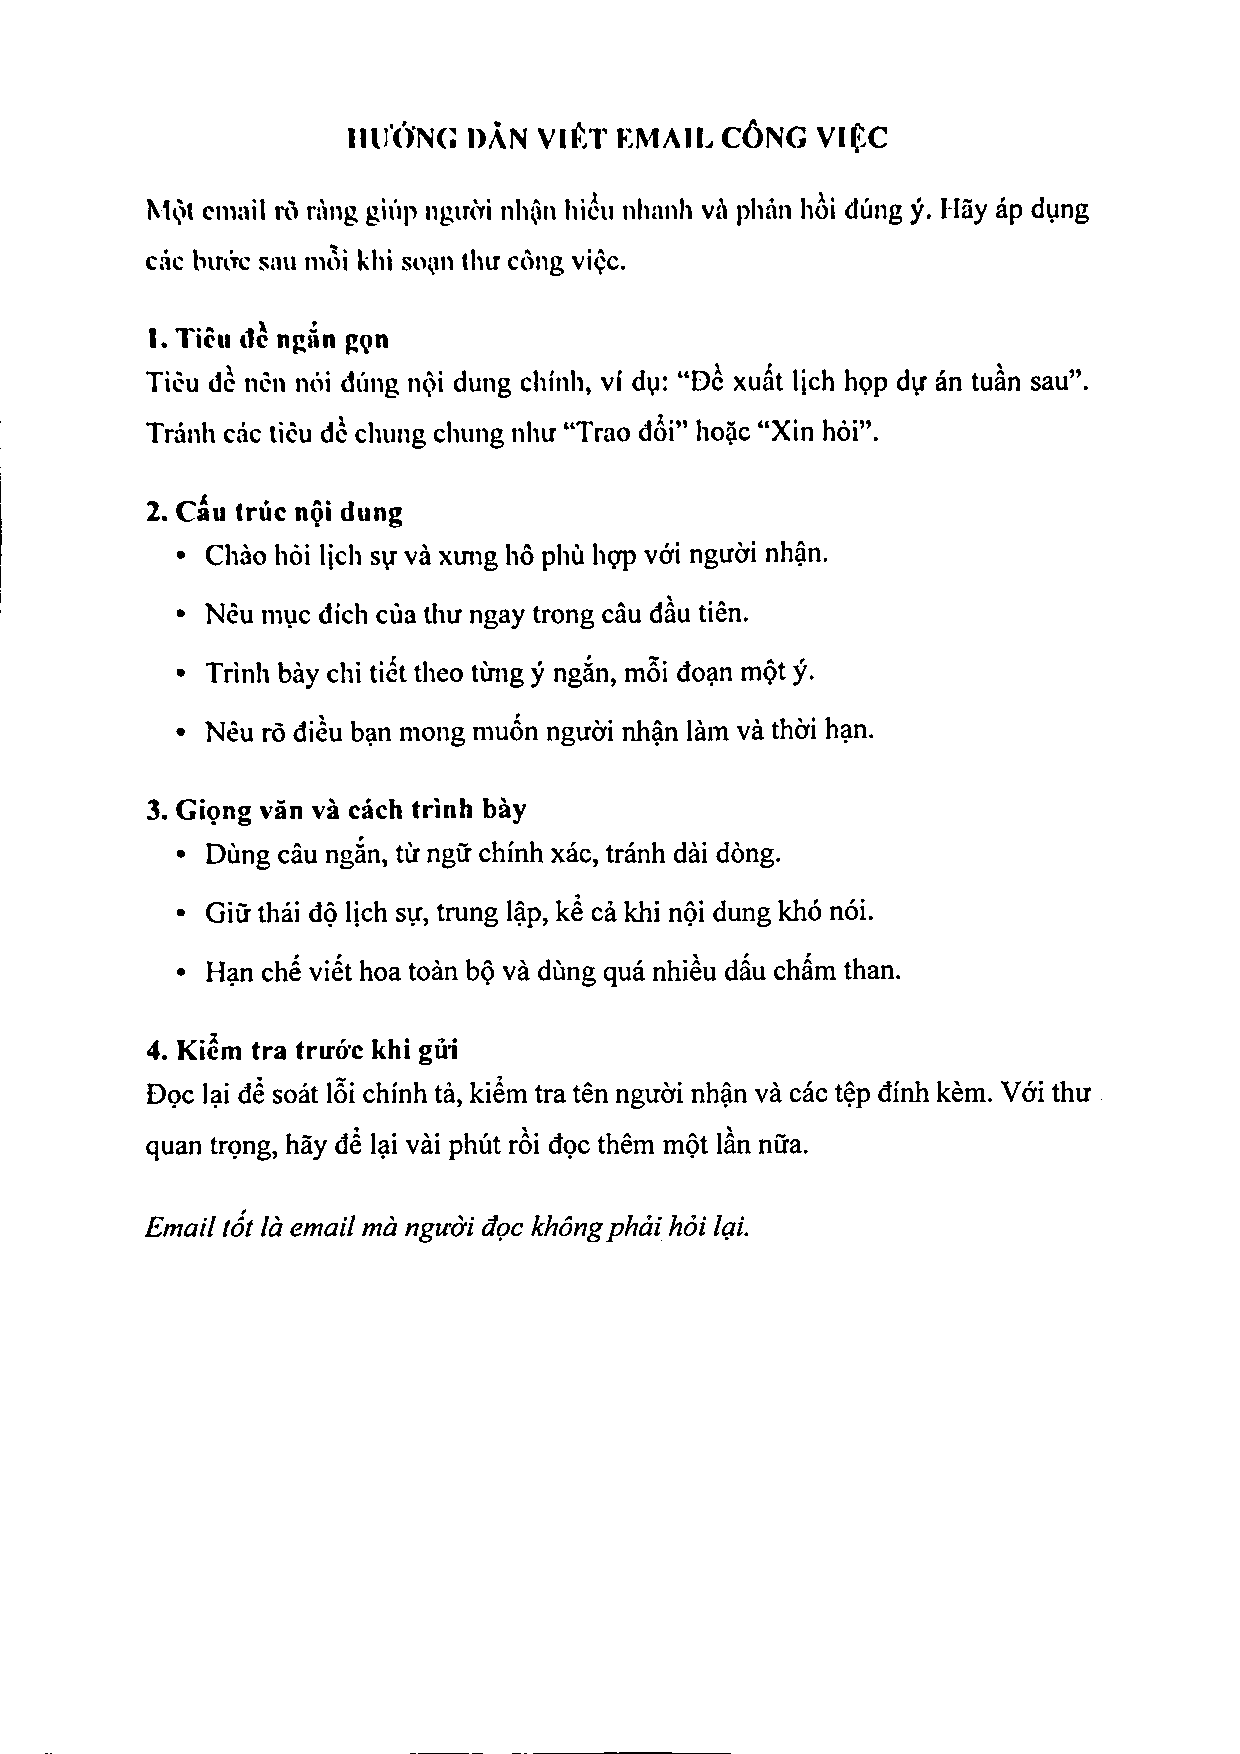 HƯỚNG DẪN VIẾT EMAIL CÔNG VIỆC
Một email rõ ràng giúp người nhận hiểu nhanh và phản hồi đúng ý. Hãy áp dụng
các bước sau mỗi khi soạn thư công việc.
1. Tiêu đề ngắn gọn
Tiêu đề nên nói đúng nội dung chính, ví dụ: “Đề xuất lịch họp dự án tuần sau”.
Tránh các tiêu đề chung chung như “Trao đổi” hoặc “Xin hỏi”.
2. Cấu trúc nội dung
• Chào hỏi lịch sự và xưng hô phù hợp với người nhận.
• Nêu mục đích của thư ngay trong câu đầu tiên.
• Trình bày chi tiết theo từng ý ngắn, mỗi đoạn một ý.
• Nêu rõ điều bạn mong muốn người nhận làm và thời hạn.
3. Giọng văn và cách trình bày
• Dùng câu ngắn, từ ngữ chính xác, tránh dài dòng.
• Giữ thái độ lịch sự, trung lập, kể cả khi nội dung khó nói.
• Hạn chế viết hoa toàn bộ và dùng quá nhiều dấu chấm than.
4. Kiểm tra trước khi gửi
Đọc lại để soát lỗi chính tả, kiểm tra tên người nhận và các tệp đính kèm. Với thư
quan trọng, hãy để lại vài phút rồi đọc thêm một lần nữa.
Email tốt là email mà người đọc không phải hỏi lại.